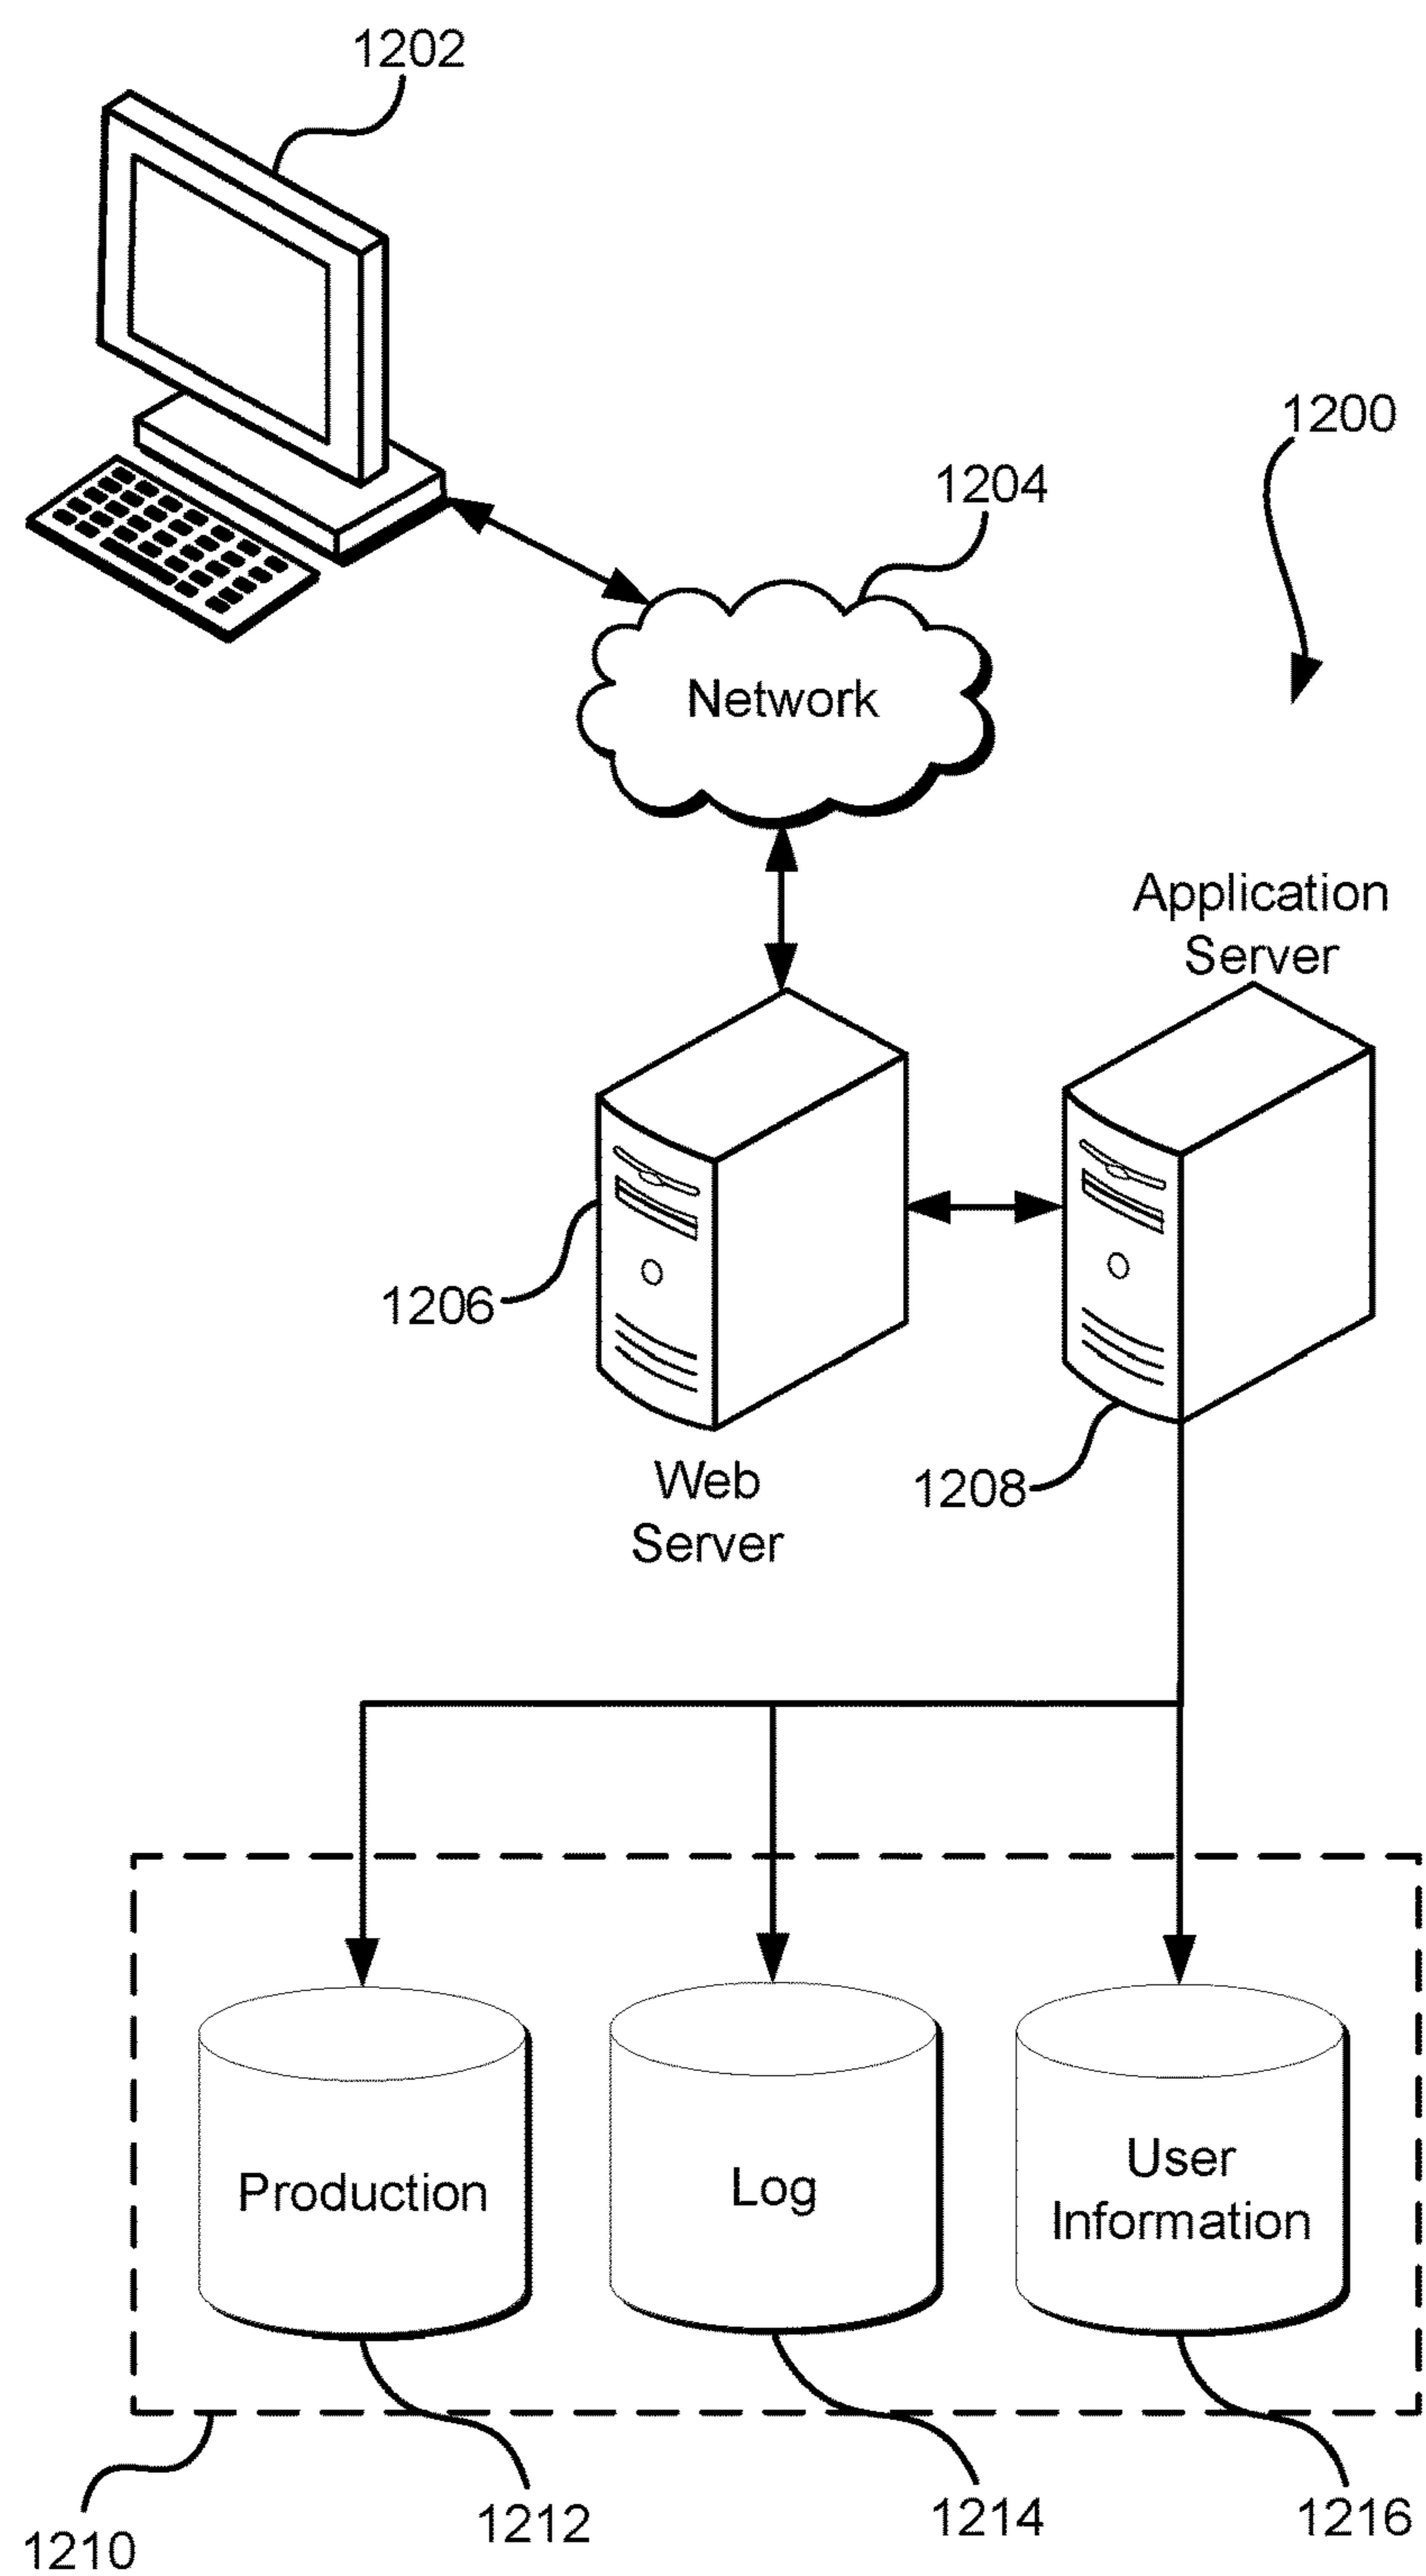 1202
1200
1204
Network
Application
Server
1206
Web
Server
1208
Production
Log
User
Information
1210
1212
1214
1216